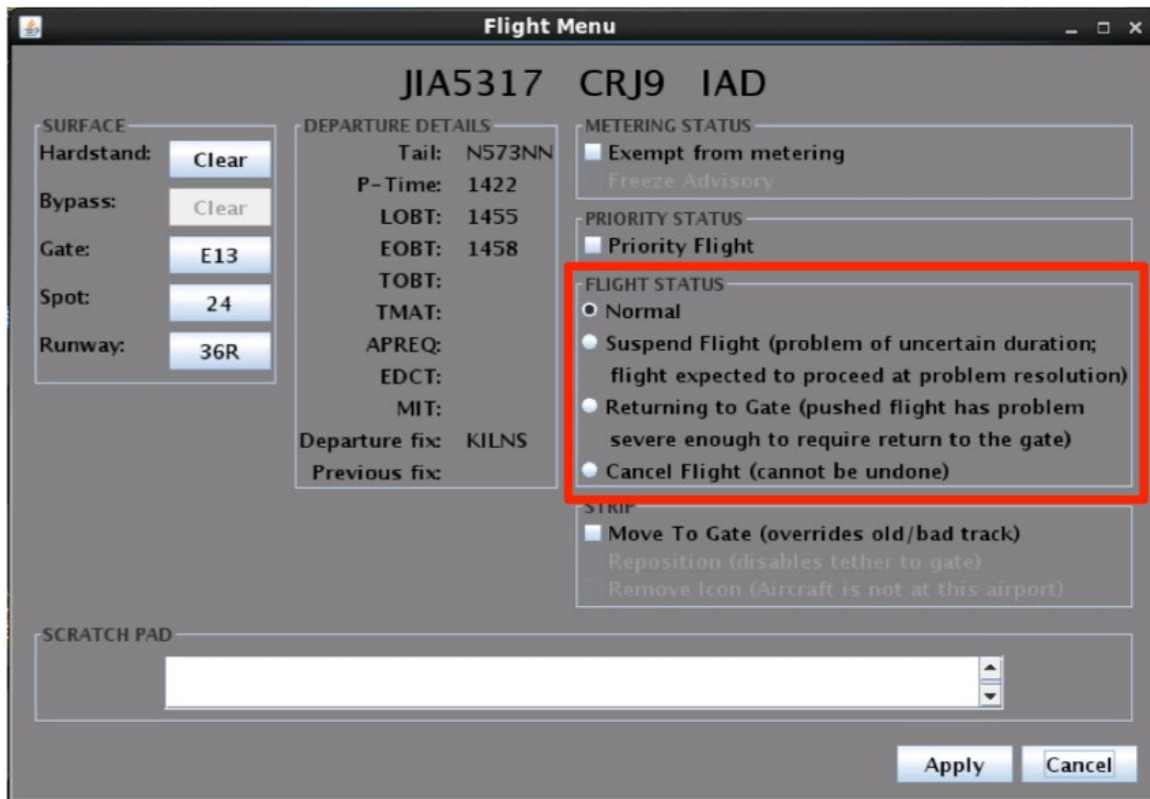 Flight Menu
JIA5317 CRJ9 IAD
SURFACE
Hardstand: Clear
Bypass: Clear
Gate: E13
Spot: 24
Runway: 36R
DEPARTURE DETAILS
Tail: N573NN
P-Time: 1422
LOBT: 1455
EOBT: 1458
TOBT:
TMAT:
APREQ:
EDCT:
MIT:
Departure fix: KILNS
Previous fix:
METERING STATUS
Exempt from metering
Freeze Advisory
PRIORITY STATUS
Priority Flight
FLIGHT STATUS
Normal
Suspend Flight (problem of uncertain duration;
flight expected to proceed at problem resolution)
Returning to Gate (pushed flight has problem
severe enough to require return to the gate)
Cancel Flight (cannot be undone)
STRIP
Move To Gate (overrides old/bad track)
Reposition (disables tether to gate)
Remove Icon (Aircraft is not at this airport)
SCRATCH PAD
Apply Cancel